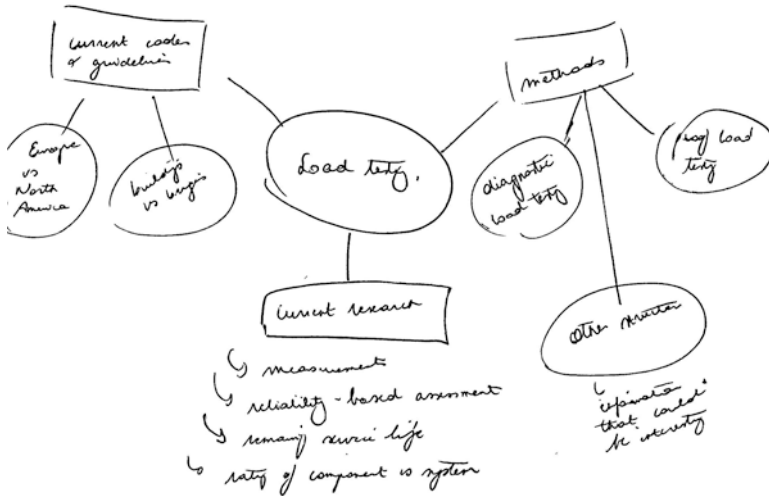 current codes
& guidelines
methods
Europe
vs
North
America
buildings
vs bridges
Load testing.
diagnostic
load testing
proof load
testing
current research
other structures
↳ measurements
↳ reliability-based assessment
↳ remaining service life
↳ rating of component vs system
↳
that could
be interesting